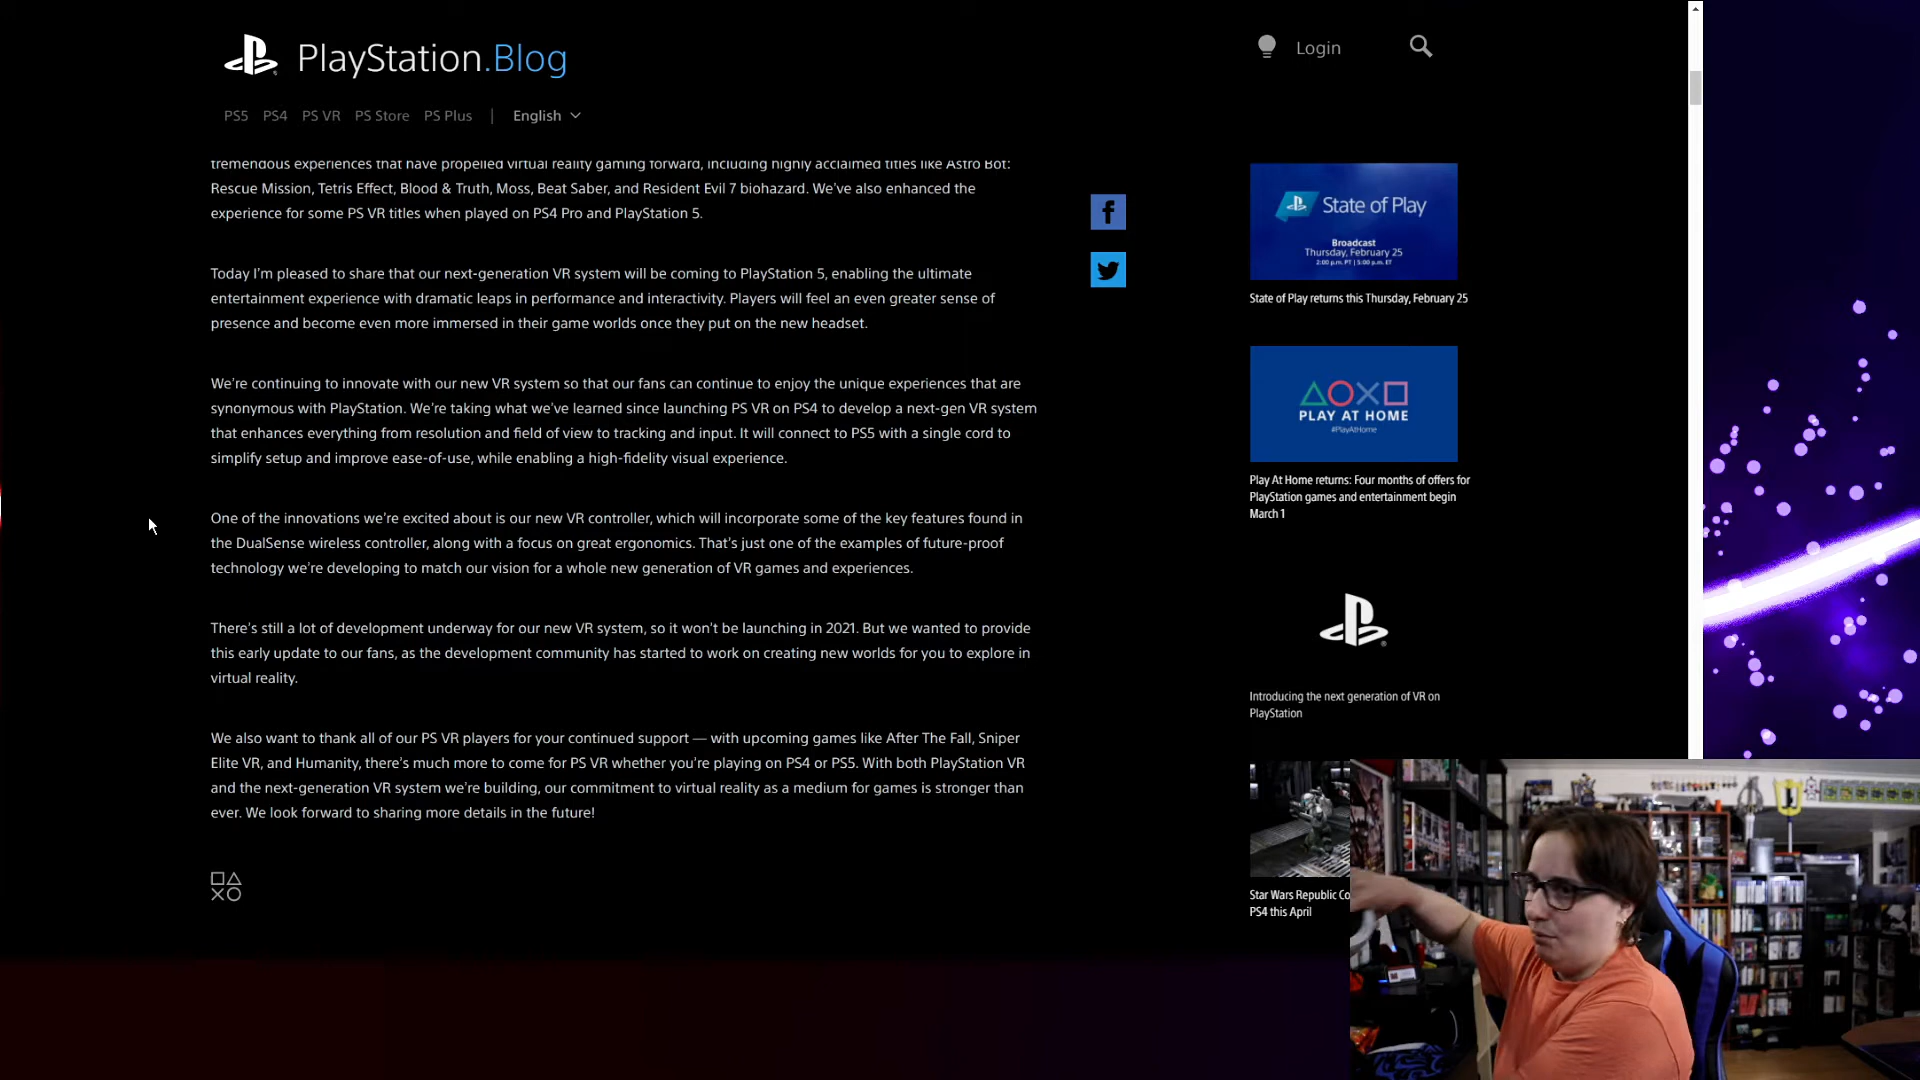 PlayStation.Blog
Login
PS5 PS4 PS VR PS Store PS Plus | English
tremendous experiences that have propelled virtual reality gaming forward, including highly acclaimed titles like Astro Bot:
Rescue Mission, Tetris Effect, Blood & Truth, Moss, Beat Saber, and Resident Evil 7 biohazard. We've also enhanced the
experience for some PS VR titles when played on PS4 Pro and PlayStation 5.
Today I'm pleased to share that our next-generation VR system will be coming to PlayStation 5, enabling the ultimate
entertainment experience with dramatic leaps in performance and interactivity. Players will feel an even greater sense of
presence and become even more immersed in their game worlds once they put on the new headset.
We're continuing to innovate with our new VR system so that our fans can continue to enjoy the unique experiences that are
synonymous with PlayStation. We're taking what we've learned since launching PS VR on PS4 to develop a next-gen VR system
that enhances everything from resolution and field of view to tracking and input. It will connect to PS5 with a single cord to
simplify setup and improve ease-of-use, while enabling a high-fidelity visual experience.
One of the innovations we're excited about is our new VR controller, which will incorporate some of the key features found in
the DualSense wireless controller, along with a focus on great ergonomics. That's just one of the examples of future-proof
technology we're developing to match our vision for a whole new generation of VR games and experiences.
There's still a lot of development underway for our new VR system, so it won't be launching in 2021. But we wanted to provide
this early update to our fans, as the development community has started to work on creating new worlds for you to explore in
virtual reality.
We also want to thank all of our PS VR players for your continued support — with upcoming games like After The Fall, Sniper
Elite VR, and Humanity, there's much more to come for PS VR whether you're playing on PS4 or PS5. With both PlayStation VR
and the next-generation VR system we're building, our commitment to virtual reality as a medium for games is stronger than
ever. We look forward to sharing more details in the future!
State of Play
Broadcast
Thursday, February 25
2:00 p.m. PT | 5:00 p.m. ET
State of Play returns this Thursday, February 25
PLAY AT HOME
#PlayAtHome
Play At Home returns: Four months of offers for
PlayStation games and entertainment begin
March 1
Introducing the next generation of VR on
PlayStation
Star Wars Republic Co
PS4 this April